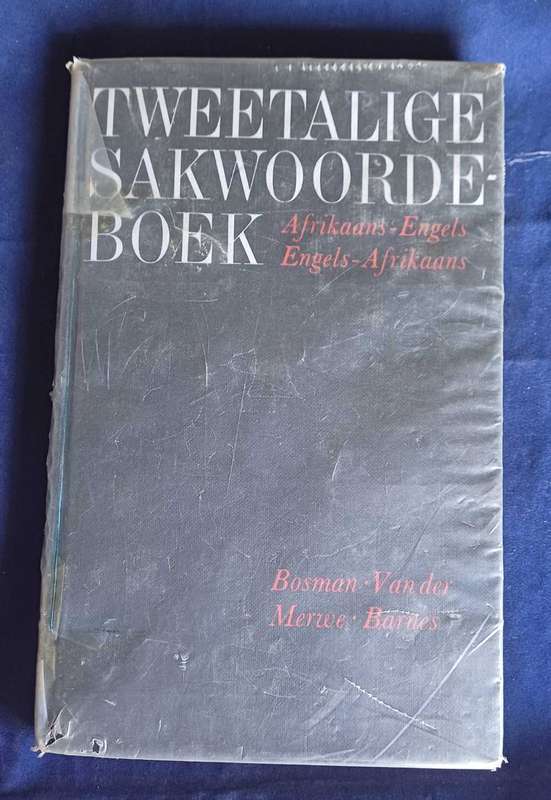 TWEETALIGE
SAKWOORDE-
BOEK
Afrikaans-Engels
Engels-Afrikaans
Bosman · Van der
Merwe · Barnes